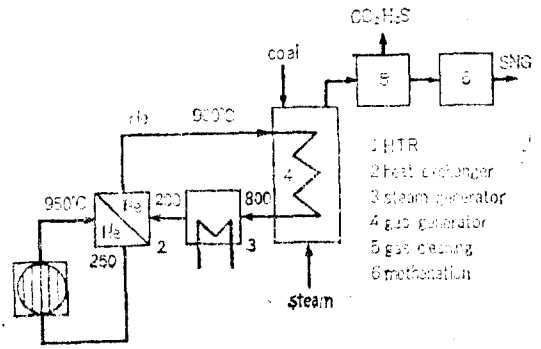 CO₂H₂S
coal
SNG
5
6
He
900°C
4
1 HTR
2 heat exchanger
3 steam generator
4 gas generator
5 gas cleaning
6 methanation
950°C
He
200
800
He
250
2
3
steam